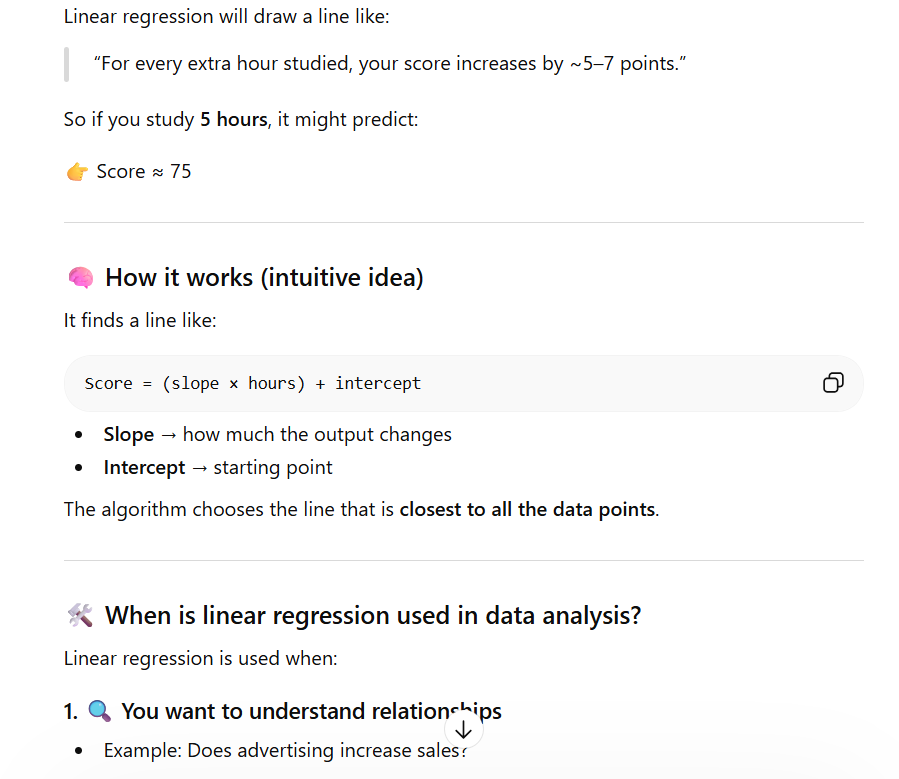 Linear regression will draw a line like:
“For every extra hour studied, your score increases by ~5–7 points.”
So if you study 5 hours, it might predict:
👉 Score ≈ 75
🧠 How it works (intuitive idea)
It finds a line like:
Score = (slope × hours) + intercept
• Slope → how much the output changes
• Intercept → starting point
The algorithm chooses the line that is closest to all the data points.
🛠️ When is linear regression used in data analysis?
Linear regression is used when:
1. 🔍 You want to understand relationships
• Example: Does advertising increase sales?